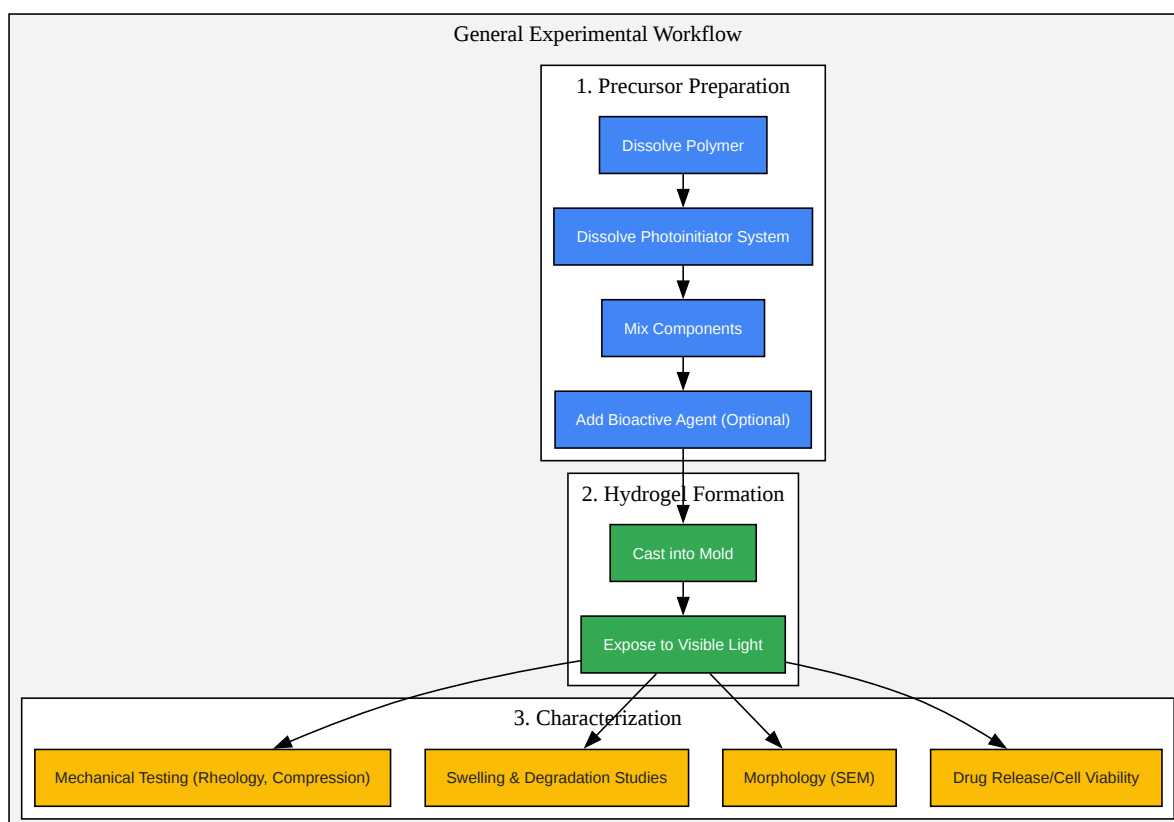 General Experimental Workflow
1. Precursor Preparation
Dissolve Polymer
Dissolve Photoinitiator System
Mix Components
Add Bioactive Agent (Optional)
2. Hydrogel Formation
Cast into Mold
Expose to Visible Light
3. Characterization
Mechanical Testing (Rheology, Compression)
Swelling & Degradation Studies
Morphology (SEM)
Drug Release/Cell Viability